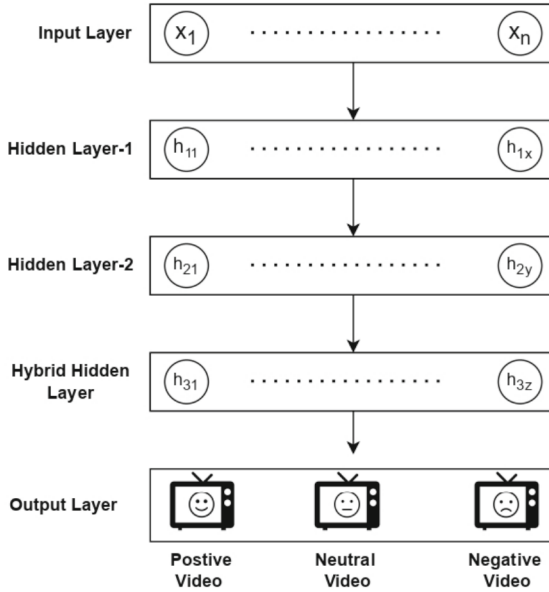 Input Layer x1 . . . . . . . . . . . . . . . . . . xn
Hidden Layer-1 h11 . . . . . . . . . . . . . . . . . . h1x
Hidden Layer-2 h21 . . . . . . . . . . . . . . . . . . h2y
Hybrid Hidden
Layer h31 . . . . . . . . . . . . . . . . . . h3z
Output Layer
Postive
Video
Neutral
Video
Negative
Video